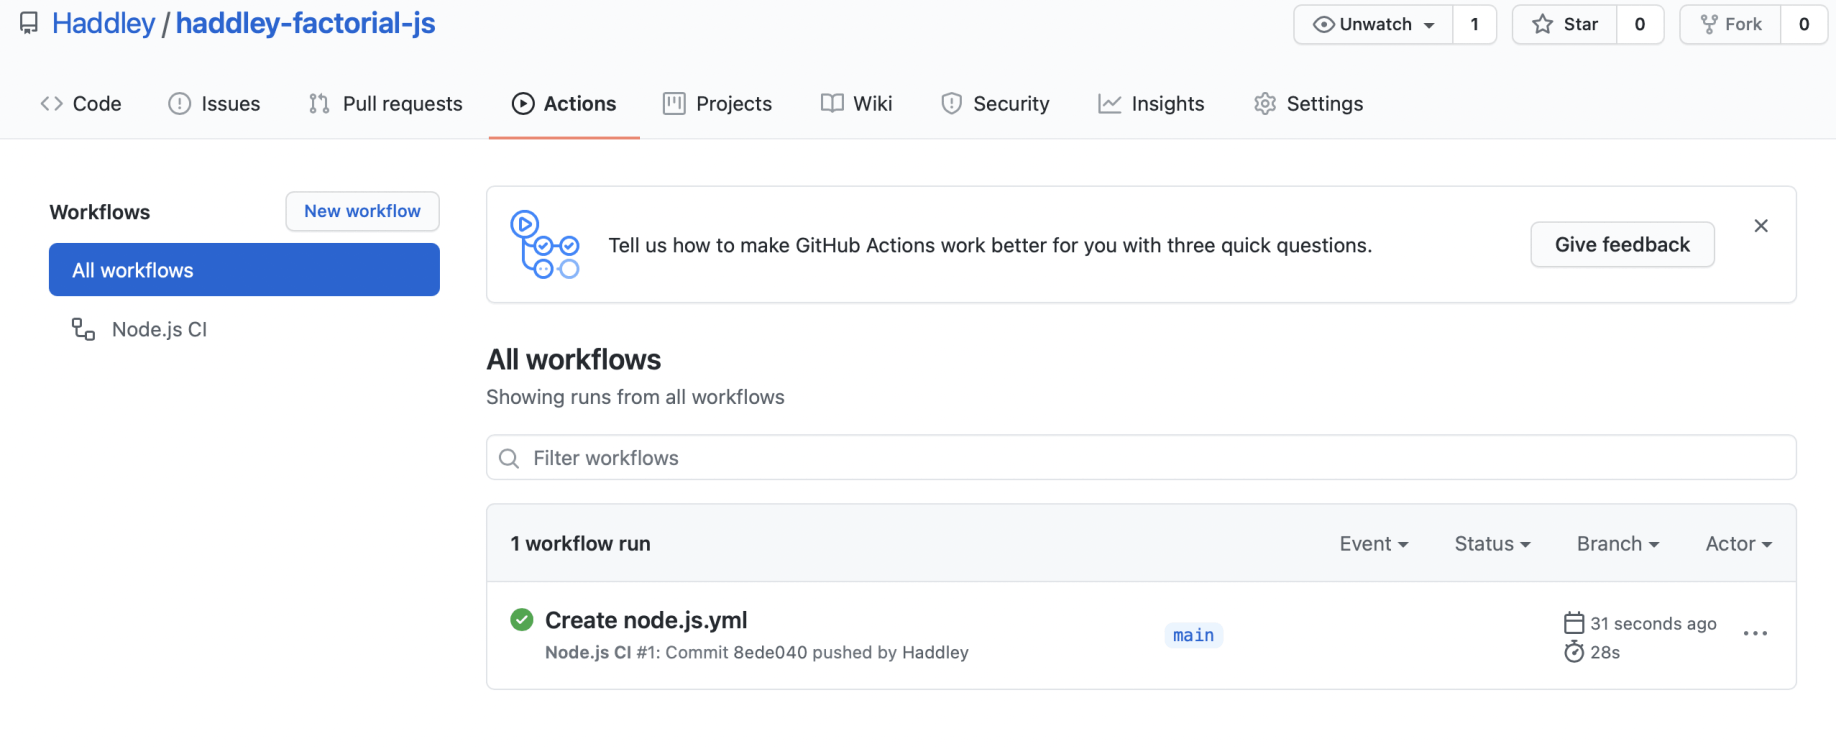 Haddley / haddley-factorial-js
Unwatch 1 Star 0 Fork 0
Code Issues Pull requests Actions Projects Wiki Security Insights Settings
Workflows New workflow
All workflows
Node.js CI
Tell us how to make GitHub Actions work better for you with three quick questions. Give feedback
All workflows
Showing runs from all workflows
Filter workflows
1 workflow run Event Status Branch Actor
Create node.js.yml
Node.js CI #1: Commit 8ede040 pushed by Haddley
main
31 seconds ago
28s